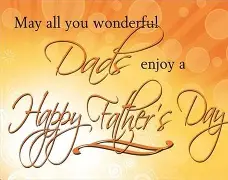 May all you wonderful
Dads enjoy a
Happy Father's Day